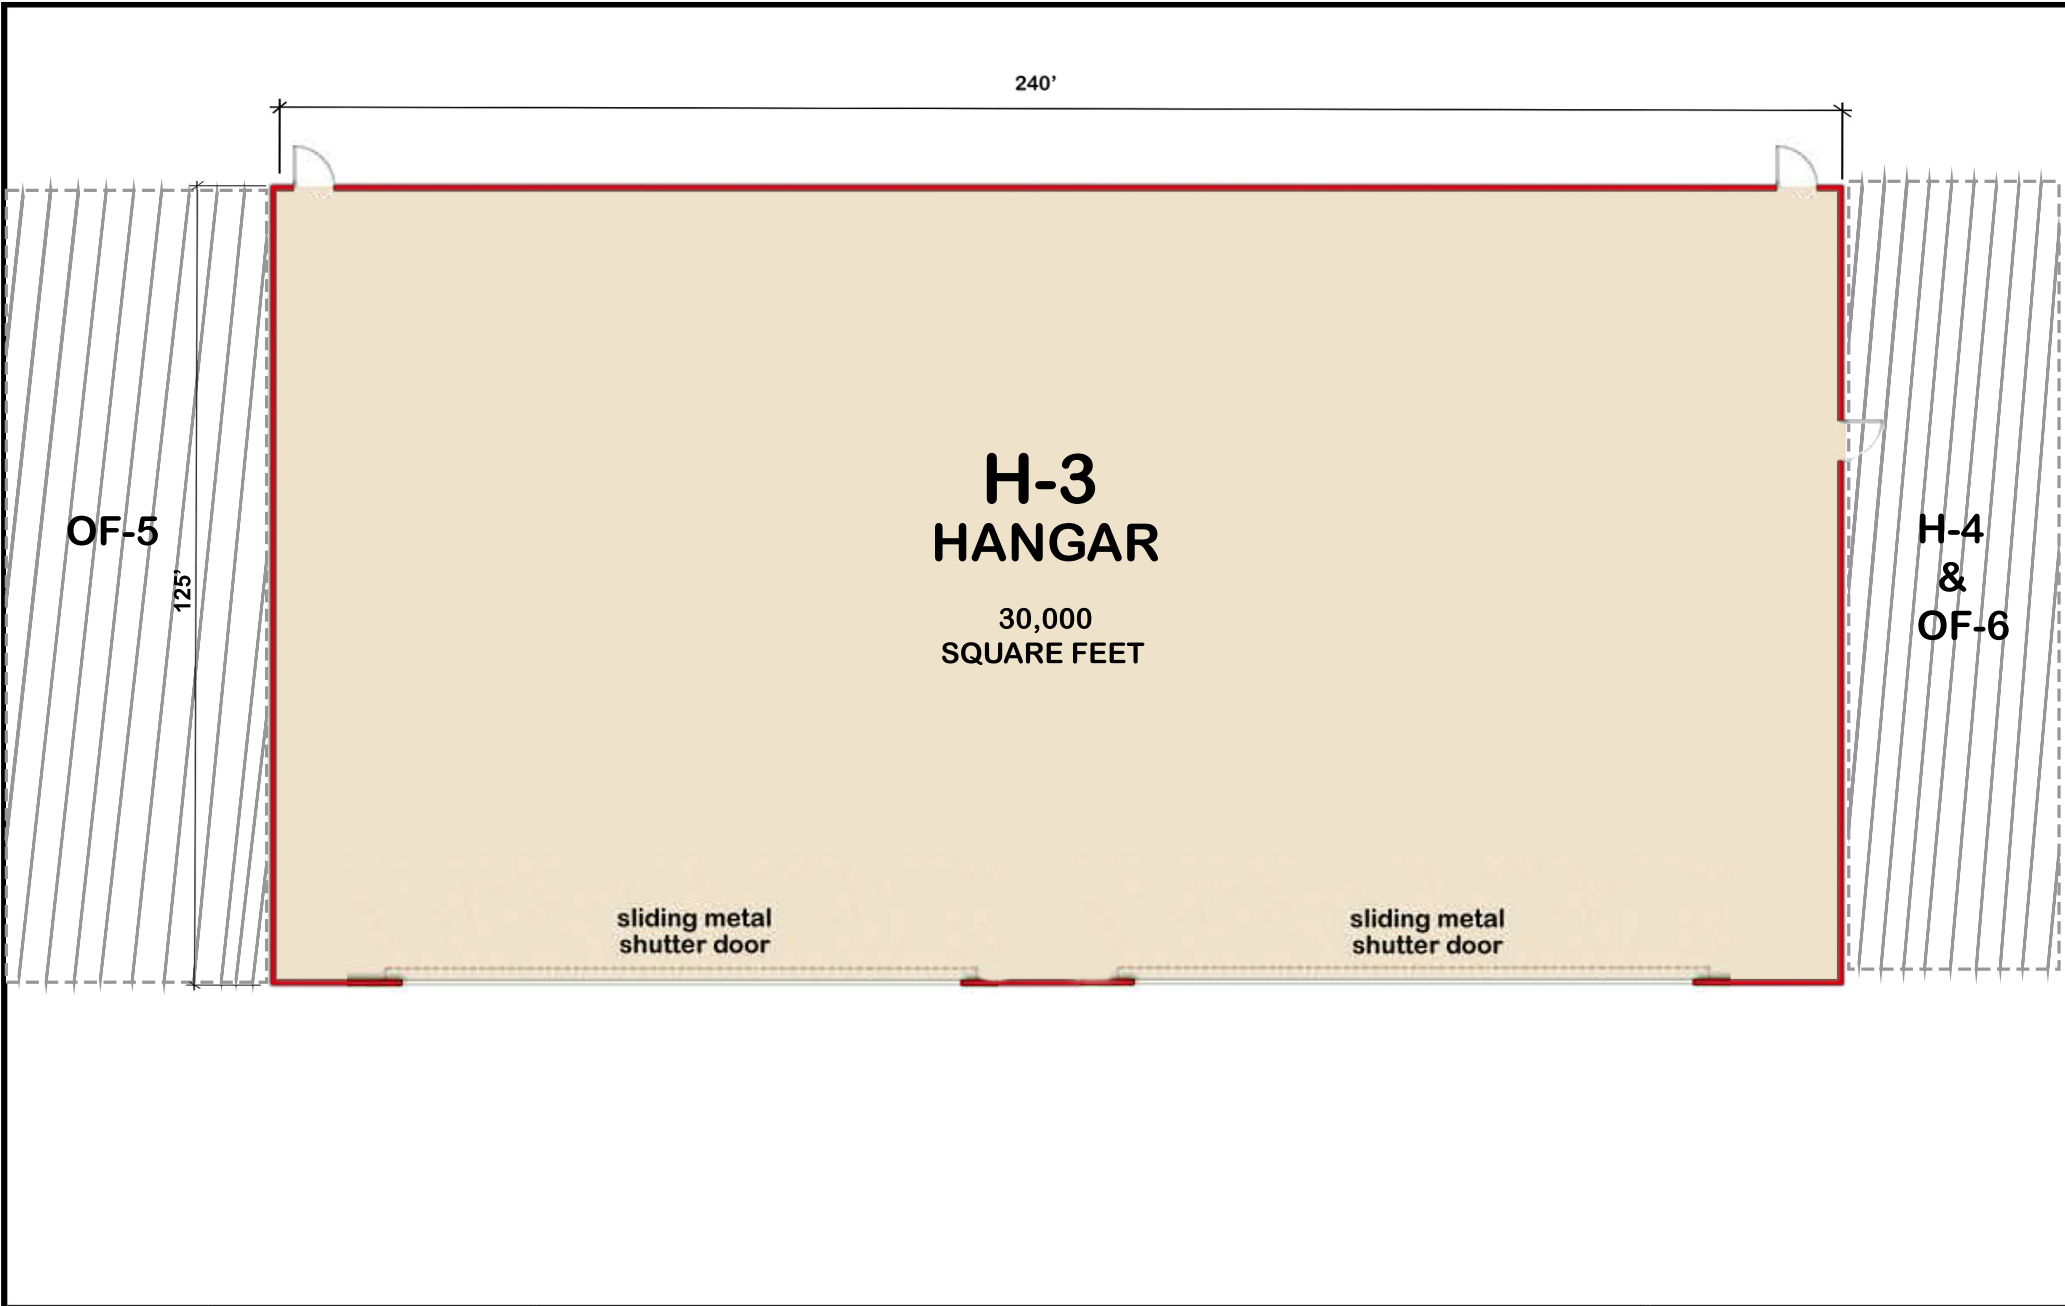 240’
H-3
HANGAR
30,000
SQUARE FEET
OF-5
125’
H-4
&
OF-6
sliding metal
shutter door
sliding metal
shutter door